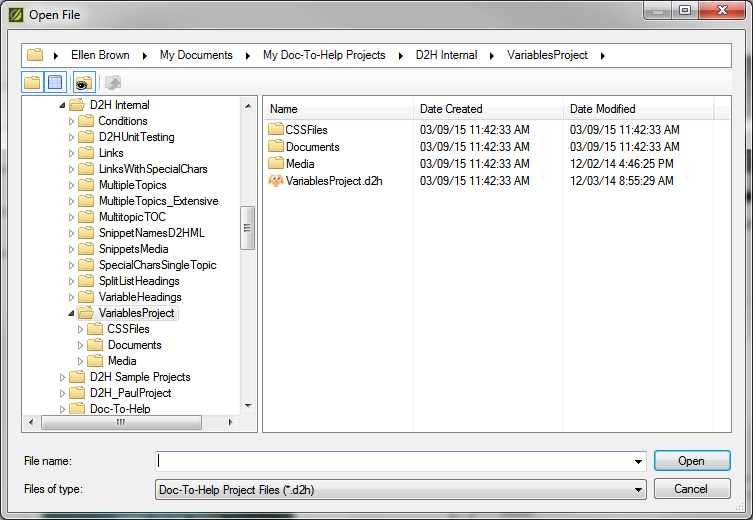 Open File
Ellen Brown My Documents My Doc-To-Help Projects D2H Internal VariablesProject
D2H Internal
Conditions
D2HUnitTesting
Links
LinksWithSpecialChars
MultipleTopics
MultipleTopics_Extensive
MultitopicTOC
SnippetNamesD2HML
SnippetsMedia
SpecialCharsSingleTopic
SplitListHeadings
VariableHeadings
VariablesProject
CSSFiles
Documents
Media
D2H Sample Projects
D2H_PaulProject
Doc-To-Help
Name Date Created Date Modified
CSSFiles 03/09/15 11:42:33 AM 03/09/15 11:42:33 AM
Documents 03/09/15 11:42:33 AM 03/09/15 11:42:33 AM
Media 03/09/15 11:42:33 AM 12/02/14 4:46:25 PM
VariablesProject.d2h 03/09/15 11:42:33 AM 12/03/14 8:55:29 AM
File name: Open
Files of type: Doc-To-Help Project Files (*.d2h) Cancel